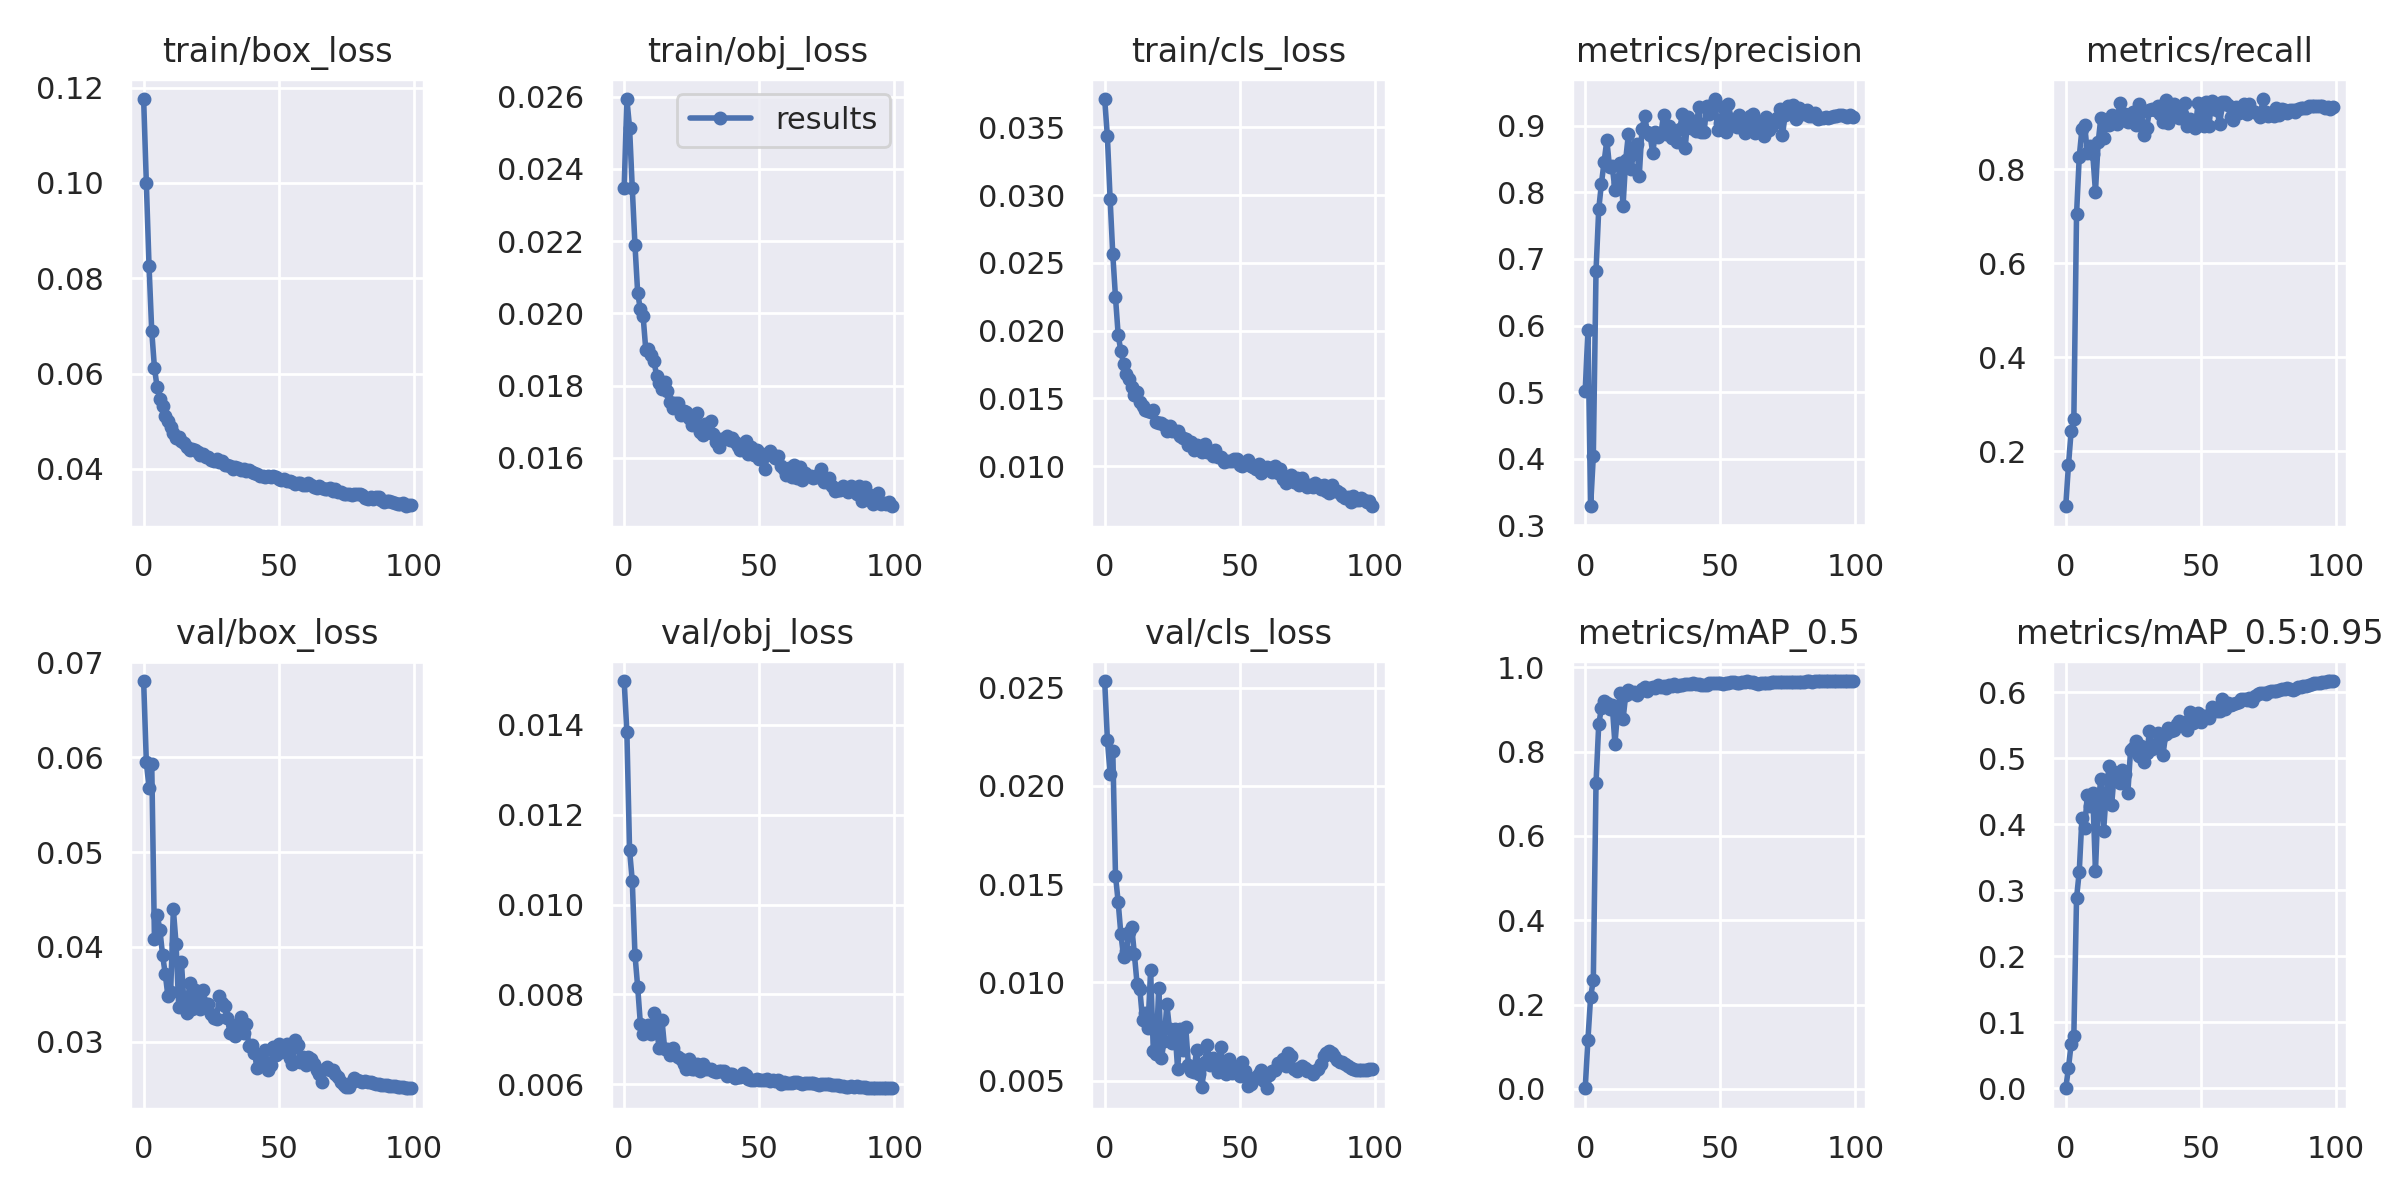 train/box_loss
0.12
0.10
0.08
0.06
0.04
0 50 100
train/obj_loss
results
0.026
0.024
0.022
0.020
0.018
0.016
0 50 100
train/cls_loss
0.035
0.030
0.025
0.020
0.015
0.010
0 50 100
metrics/precision
0.9
0.8
0.7
0.6
0.5
0.4
0.3
0 50 100
metrics/recall
0.8
0.6
0.4
0.2
0 50 100
val/box_loss
0.07
0.06
0.05
0.04
0.03
0 50 100
val/obj_loss
0.014
0.012
0.010
0.008
0.006
0 50 100
val/cls_loss
0.025
0.020
0.015
0.010
0.005
0 50 100
metrics/mAP_0.5
1.0
0.8
0.6
0.4
0.2
0.0
0 50 100
metrics/mAP_0.5:0.95
0.6
0.5
0.4
0.3
0.2
0.1
0.0
0 50 100